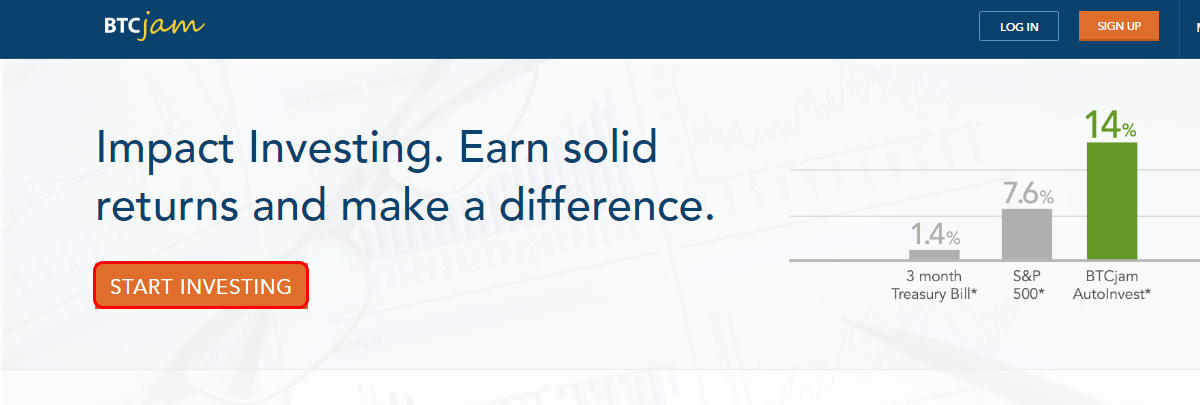 BTCjam
LOG IN
SIGN UP
Impact Investing. Earn solid
returns and make a difference.
START INVESTING
14%
7.6%
1.4%
3 month
Treasury Bill*
S&P
500*
BTCjam
AutoInvest*